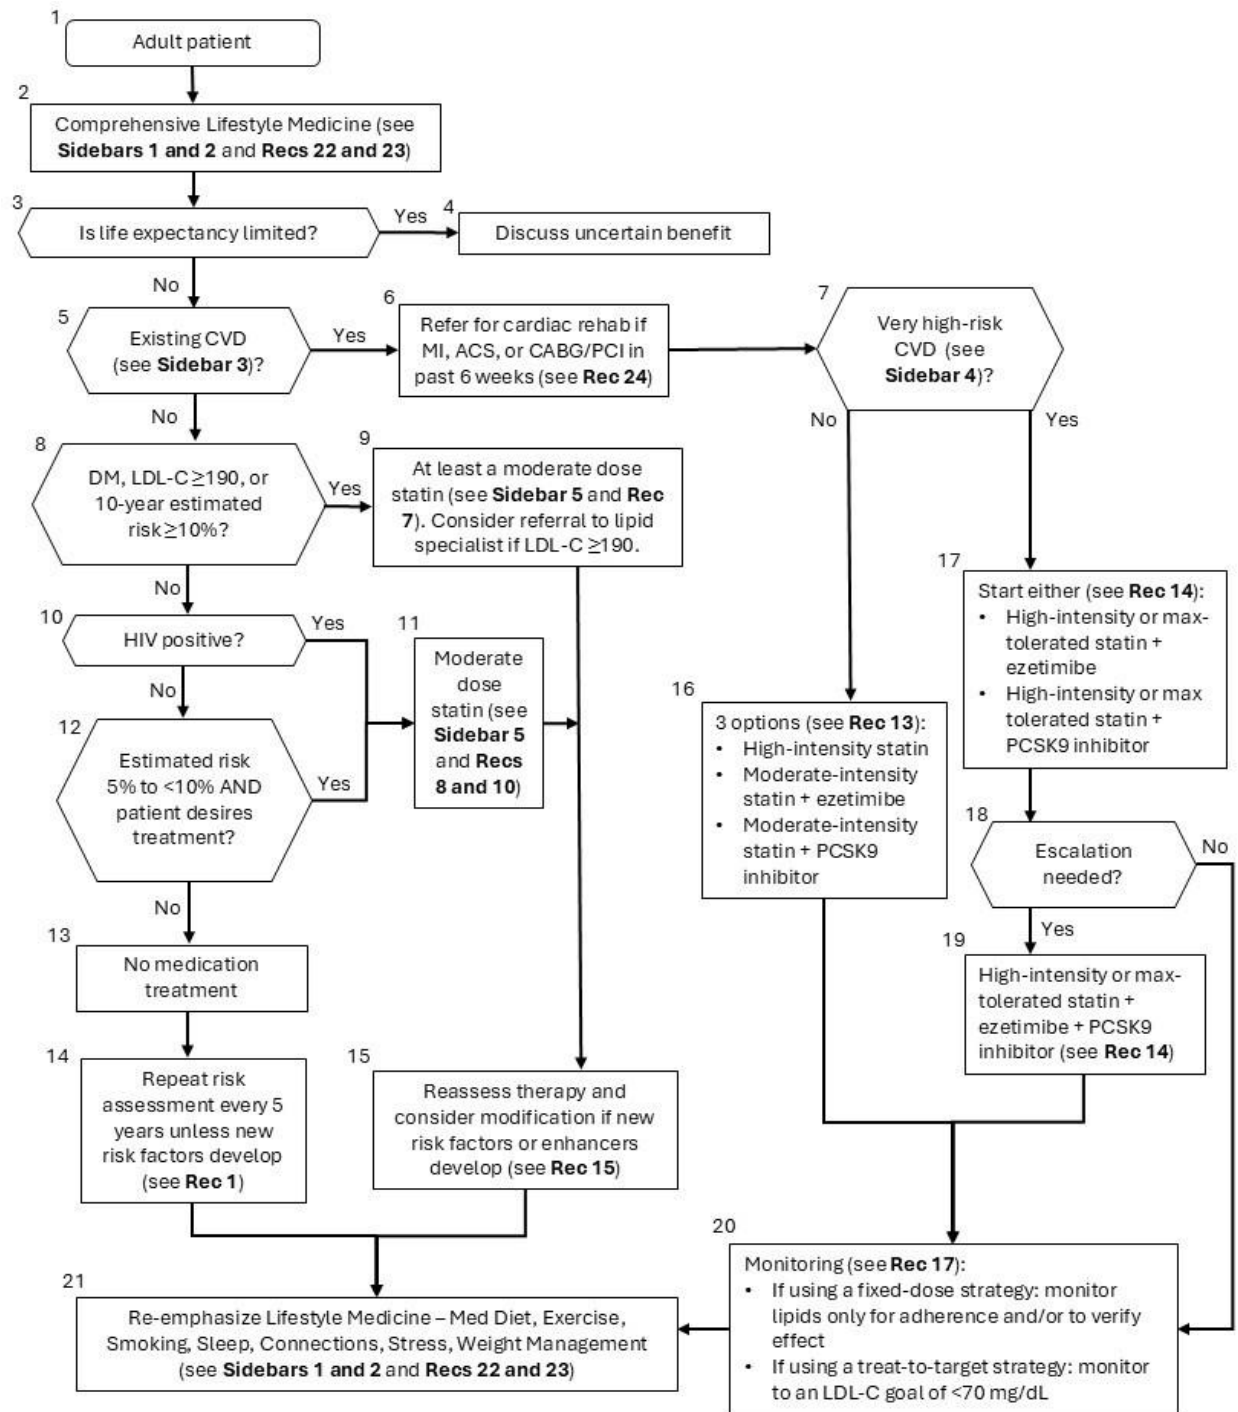 1
Adult patient
2
Comprehensive Lifestyle Medicine (see
Sidebars 1 and 2 and Recs 22 and 23)
3
Is life expectancy limited?
Yes
4
Discuss uncertain benefit
No
5
Existing CVD
(see Sidebar 3)?
Yes
6
Refer for cardiac rehab if
MI, ACS, or CABG/PCI in
past 6 weeks (see Rec 24)
7
Very high-risk
CVD (see
Sidebar 4)?
No
Yes
No
8
DM, LDL-C ≥190, or
10-year estimated
risk ≥10%?
Yes
9
At least a moderate dose
statin (see Sidebar 5 and Rec
7). Consider referral to lipid
specialist if LDL-C ≥190.
No
10
HIV positive?
Yes
11
Moderate
dose
statin (see
Sidebar 5
and Recs
8 and 10)
No
12
Estimated risk
5% to <10% AND
patient desires
treatment?
Yes
No
13
No medication
treatment
14
Repeat risk
assessment every 5
years unless new
risk factors develop
(see Rec 1)
15
Reassess therapy and
consider modification if new
risk factors or enhancers
develop (see Rec 15)
16
3 options (see Rec 13):
• High-intensity statin
• Moderate-intensity
statin + ezetimibe
• Moderate-intensity
statin + PCSK9
inhibitor
17
Start either (see Rec 14):
• High-intensity or max-
tolerated statin +
ezetimibe
• High-intensity or max
tolerated statin +
PCSK9 inhibitor
18
Escalation
needed?
No
Yes
19
High-intensity or max-
tolerated statin +
ezetimibe + PCSK9
inhibitor (see Rec 14)
20
Monitoring (see Rec 17):
• If using a fixed-dose strategy: monitor
lipids only for adherence and/or to verify
effect
• If using a treat-to-target strategy: monitor
to an LDL-C goal of <70 mg/dL
21
Re-emphasize Lifestyle Medicine – Med Diet, Exercise,
Smoking, Sleep, Connections, Stress, Weight Management
(see Sidebars 1 and 2 and Recs 22 and 23)